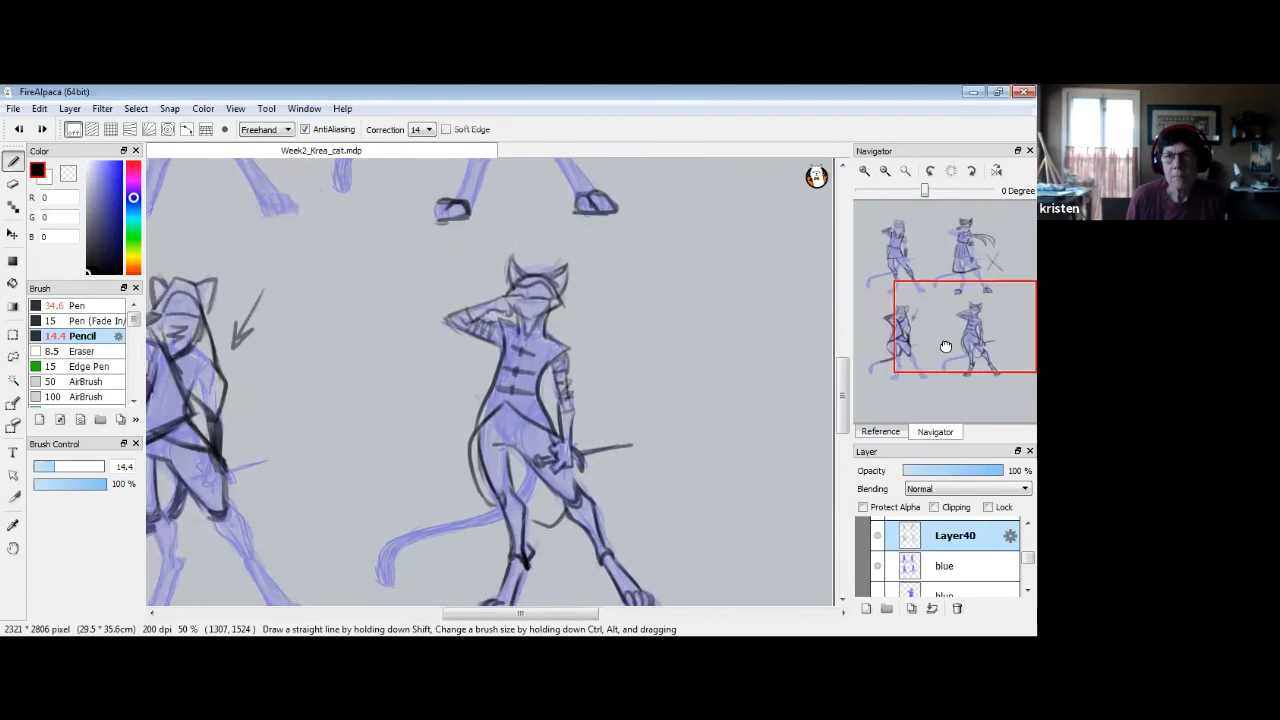 FireAlpaca (64bit)
File Edit Layer Filter Select Snap Color View Tool Window Help
Off Freehand AntiAliasing Correction 14 Soft Edge
Color
Week2_Krea_cat.mdp
Navigator
R 0
G 0
B 0
0 Degree
kristen
Brush
34.6 Pen
15 Pen (Fade In/
14.4 Pencil
8.5 Eraser
15 Edge Pen
50 AirBrush
100 AirBrush
Reference Navigator
Brush Control
14.4
100 %
Layer
Opacity 100 %
Blending Normal
Protect Alpha Clipping Lock
Layer40
blue
blue
2321 * 2806 pixel (29.5 * 35.6cm) 200 dpi 50 % (1307, 1524) Draw a straight line by holding down Shift, Change a brush size by holding down Ctrl, Alt, and dragging